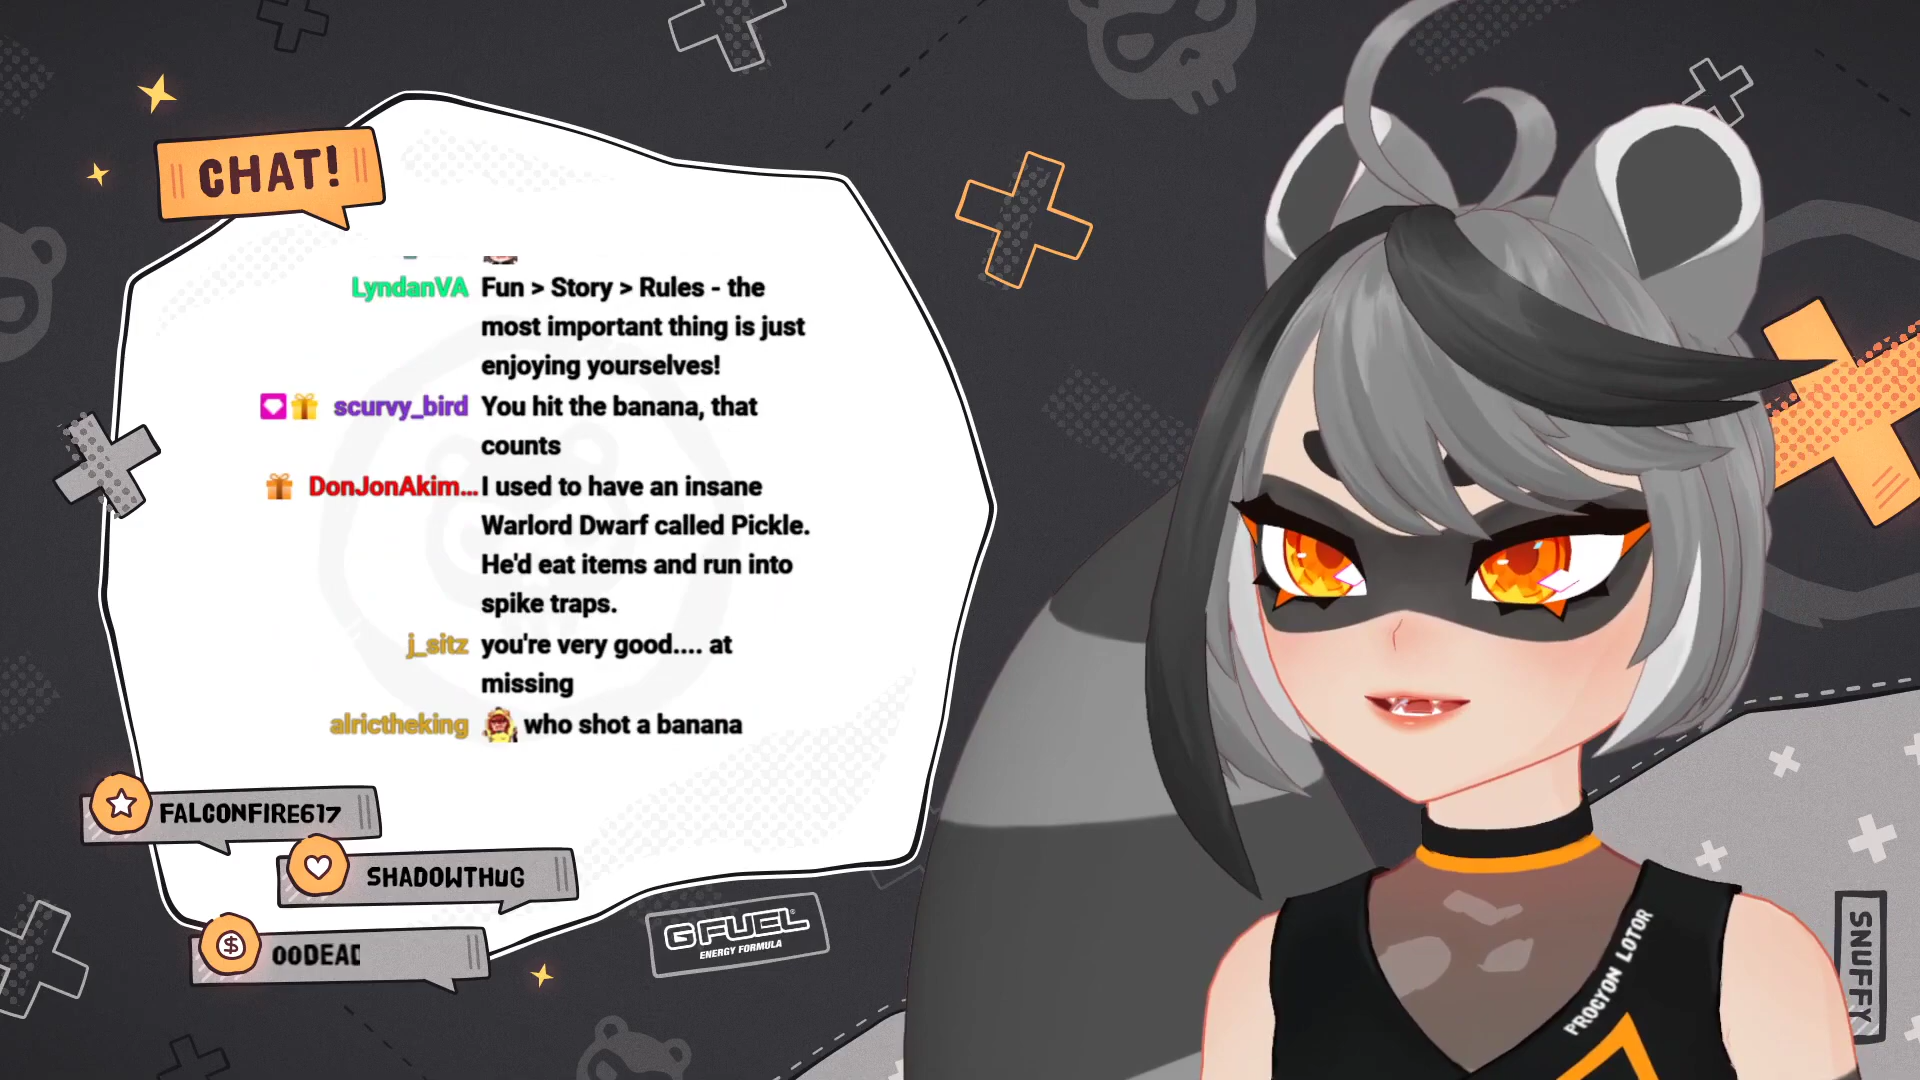 CHAT!
LyndanVA Fun > Story > Rules - the
most important thing is just
enjoying yourselves!
scurvy_bird You hit the banana, that
counts
DonJonAkim... I used to have an insane
Warlord Dwarf called Pickle.
He'd eat items and run into
spike traps.
j_sitz you're very good.... at
missing
alrictheking who shot a banana
FALCONFIRE617
SHADOWTHUG
OODEAD
G FUEL
ENERGY FORMULA
PROCYON LOTOR
SNUFFY